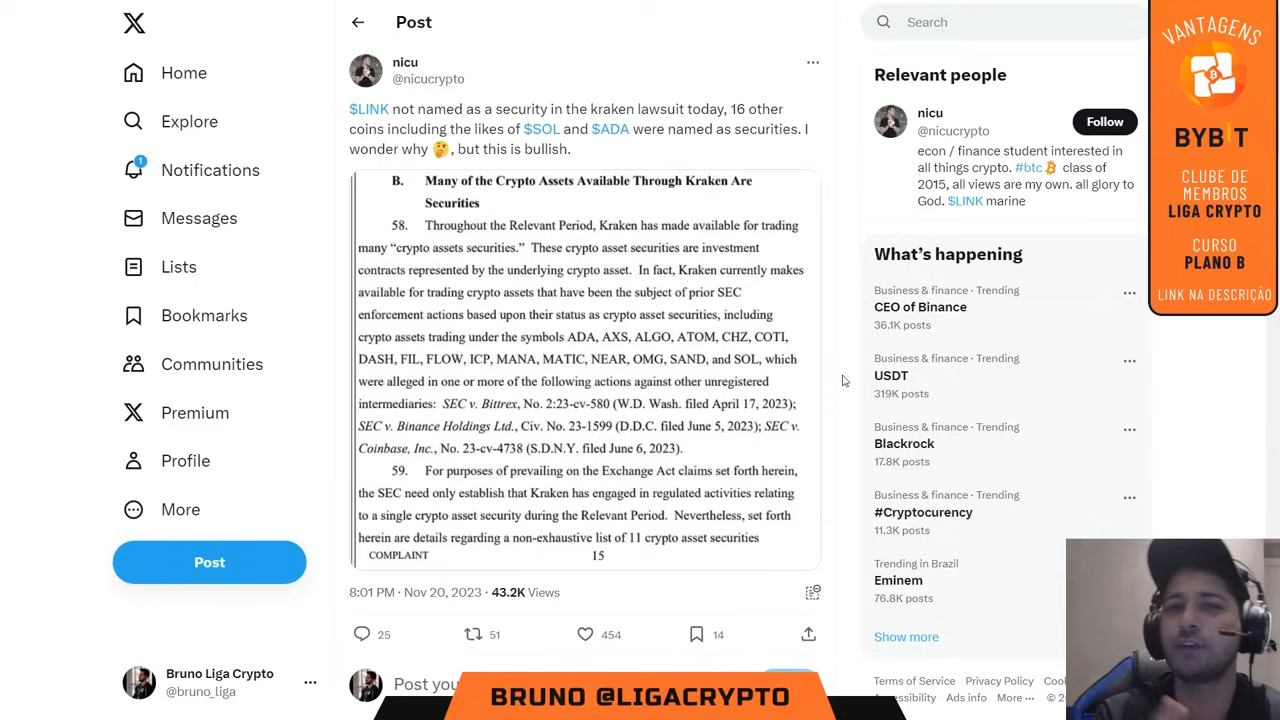 Home
Explore
1
Notifications
Messages
Lists
Bookmarks
Communities
Premium
Profile
More
Post
Bruno Liga Crypto
@bruno_liga
Post
nicu
@nicucrypto
$LINK not named as a security in the kraken lawsuit today, 16 other
coins including the likes of $SOL and $ADA were named as securities. I
wonder why 🤔, but this is bullish.
B. Many of the Crypto Assets Available Through Kraken Are
Securities
58. Throughout the Relevant Period, Kraken has made available for trading
many “crypto assets securities.” These crypto asset securities are investment
contracts represented by the underlying crypto asset. In fact, Kraken currently makes
available for trading crypto assets that have been the subject of prior SEC
enforcement actions based upon their status as crypto asset securities, including
crypto assets trading under the symbols ADA, AXS, ALGO, ATOM, CHZ, COTI,
DASH, FIL, FLOW, ICP, MANA, MATIC, NEAR, OMG, SAND, and SOL, which
were alleged in one or more of the following actions against other unregistered
intermediaries: SEC v. Bittrex, No. 2:23-cv-580 (W.D. Wash. filed April 17, 2023);
SEC v. Binance Holdings Ltd., Civ. No. 23-1599 (D.D.C. filed June 5, 2023); SEC v.
Coinbase, Inc., No. 23-cv-4738 (S.D.N.Y. filed June 6, 2023).
59. For purposes of prevailing on the Exchange Act claims set forth herein,
the SEC need only establish that Kraken has engaged in regulated activities relating
to a single crypto asset security during the Relevant Period. Nevertheless, set forth
herein are details regarding a non-exhaustive list of 11 crypto asset securities
COMPLAINT 15
8:01 PM · Nov 20, 2023 · 43.2K Views
25 51 454 14
Post
Search
Relevant people
nicu
@nicucrypto
Follow
econ / finance student interested in
all things crypto. #btc class of
2015, all views are my own. all glory to
God. $LINK marine
What’s happening
Business & finance · Trending
CEO of Binance
36.1K posts
Business & finance · Trending
USDT
319K posts
Business & finance · Trending
Blackrock
17.8K posts
Business & finance · Trending
#Cryptocurency
11.3K posts
Trending in Brazil
Eminem
76.8K posts
Show more
Terms of Service Privacy Policy
Ad info More ···
VANTAGENS
BYBIT
CLUBE DE
MEMBROS
LIGA CRYPTO
CURSO
PLANO B
LINK NA DESCRIÇÃO
BRUNO @LIGACRYPTO